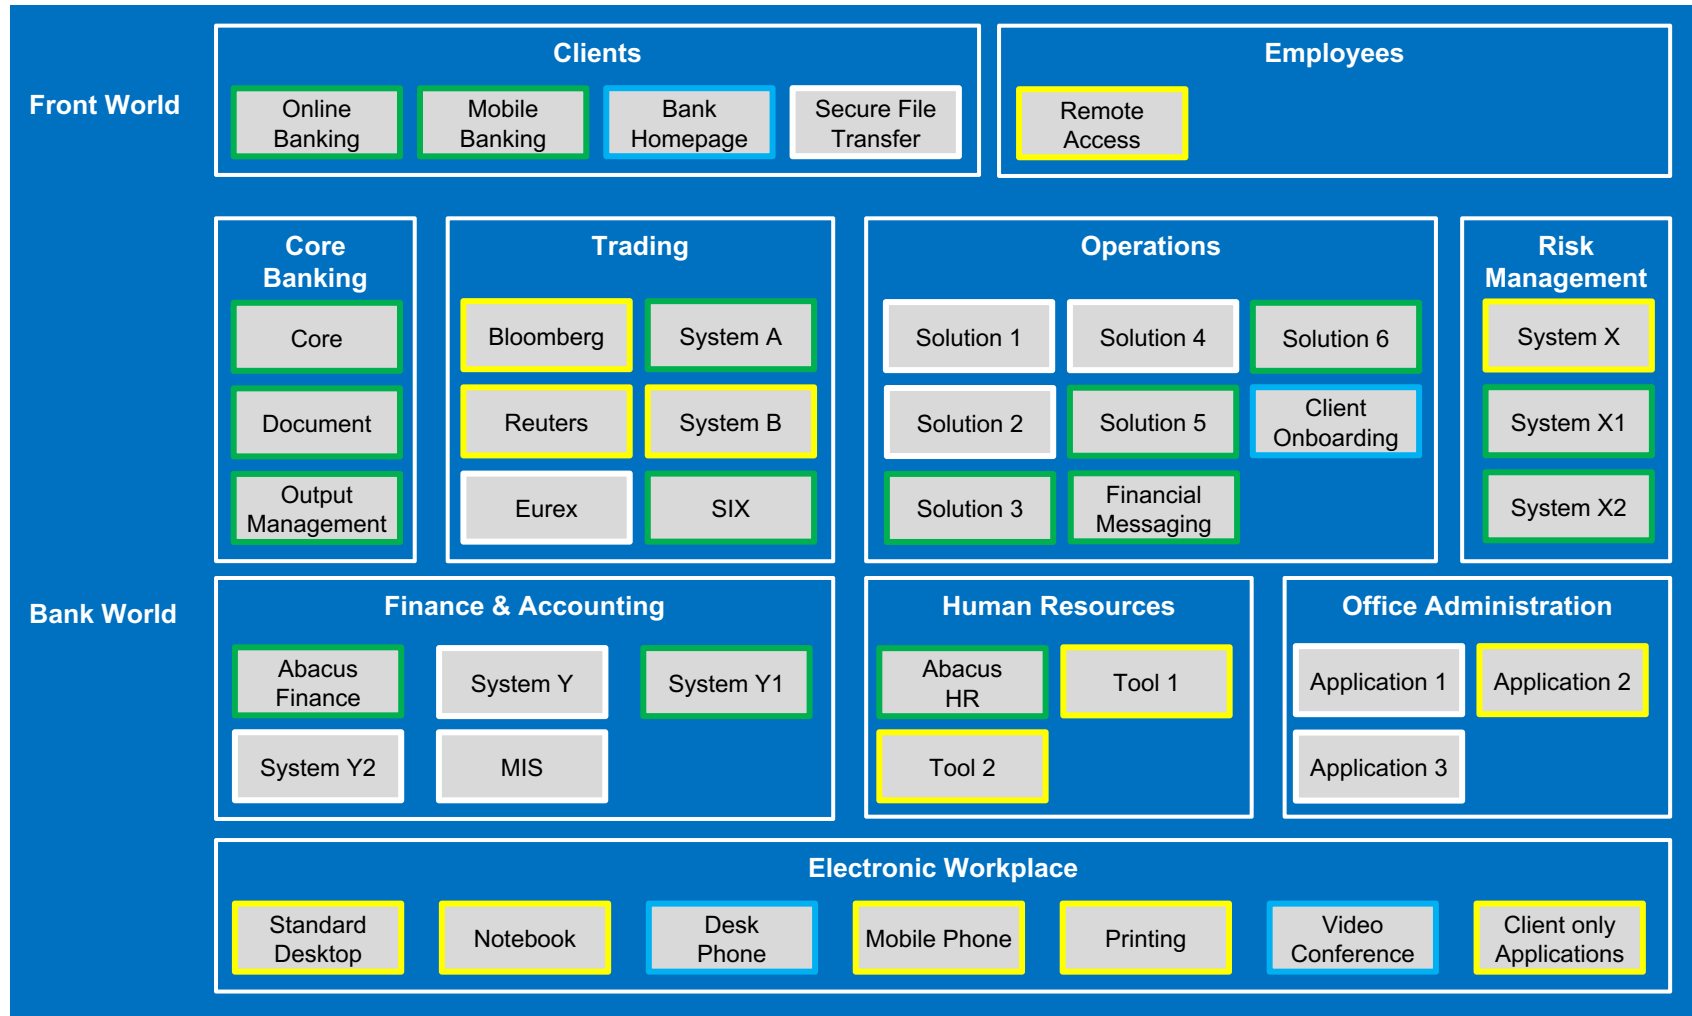 Front World
Clients
Online
Banking
Mobile
Banking
Bank
Homepage
Secure File
Transfer
Employees
Remote
Access
Bank World
Core
Banking
Core
Document
Output
Management
Trading
Bloomberg
System A
Reuters
System B
Eurex
SIX
Operations
Solution 1
Solution 4
Solution 6
Solution 2
Solution 5
Client
Onboarding
Solution 3
Financial
Messaging
Risk
Management
System X
System X1
System X2
Finance & Accounting
Abacus
Finance
System Y
System Y1
System Y2
MIS
Human Resources
Abacus
HR
Tool 1
Tool 2
Office Administration
Application 1
Application 2
Application 3
Electronic Workplace
Standard
Desktop
Notebook
Desk
Phone
Mobile Phone
Printing
Video
Conference
Client only
Applications